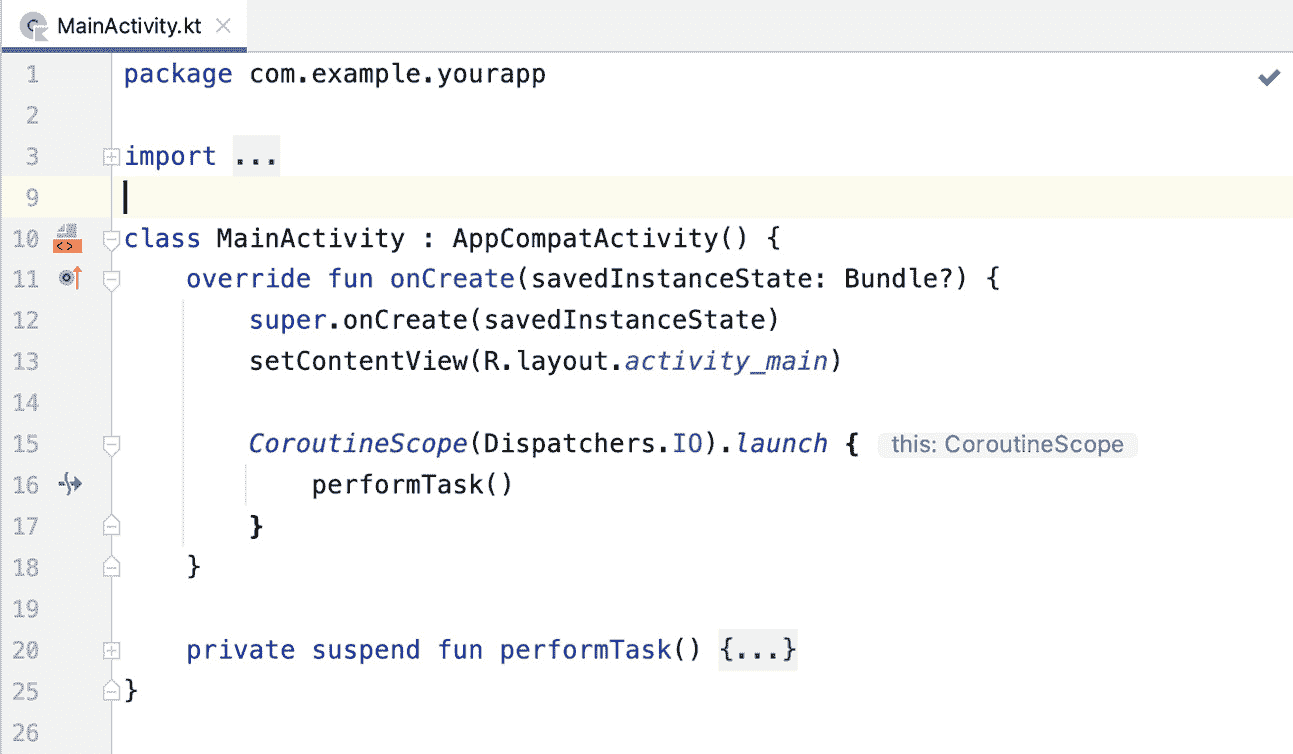 MainActivity.kt
1 package com.example.yourapp
2
3 import ...
9
10 class MainActivity : AppCompatActivity() {
11     override fun onCreate(savedInstanceState: Bundle?) {
12         super.onCreate(savedInstanceState)
13         setContentView(R.layout.activity_main)
14
15         CoroutineScope(Dispatchers.IO).launch { this: CoroutineScope
16             performTask()
17         }
18     }
19
20     private suspend fun performTask() {...}
25 }
26